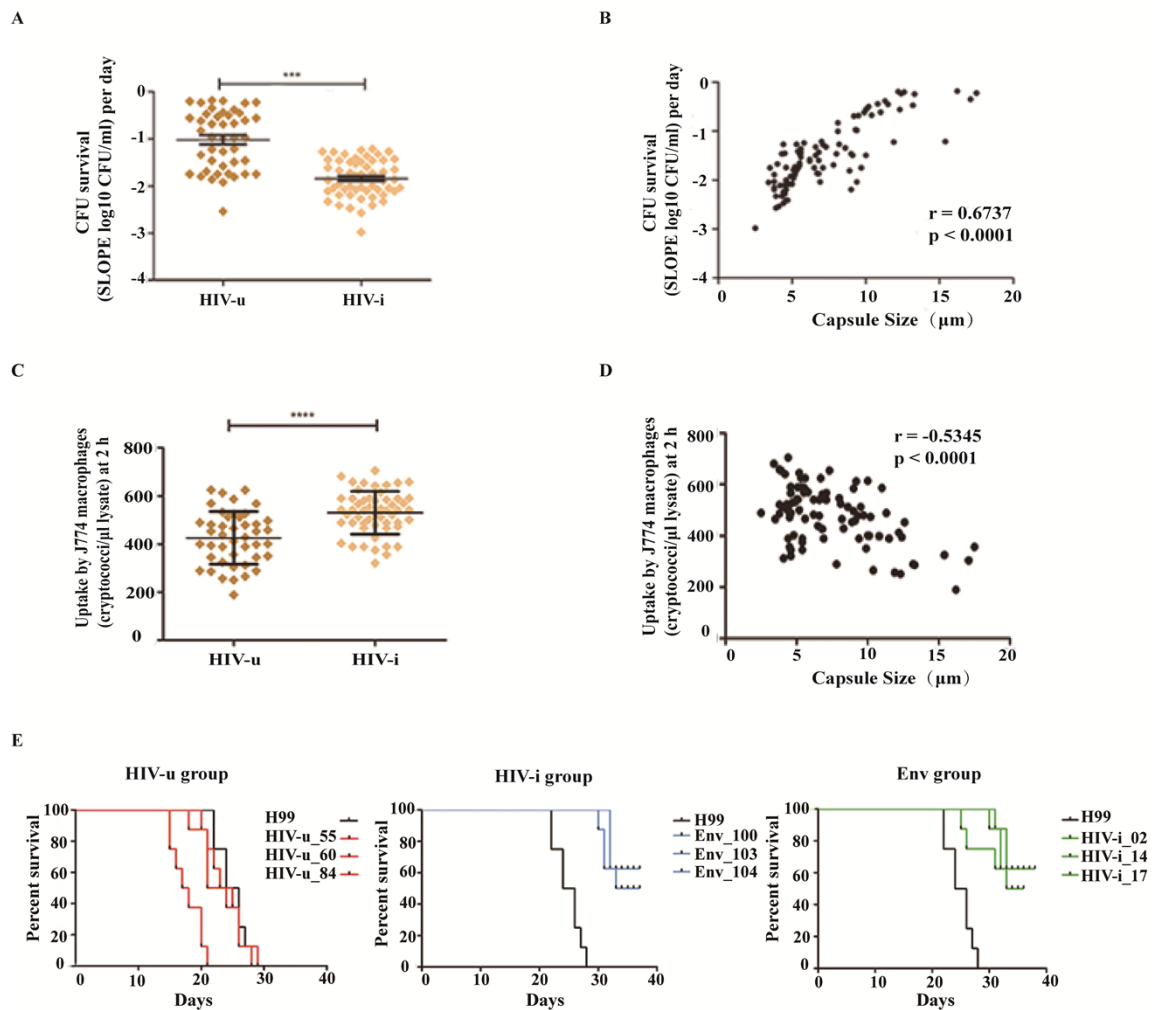 A
CFU survival
(SLOPE log10 CFU/ml) per day
0
-1
-2
-3
-4
***
HIV-u
HIV-i
B
CFU survival
(SLOPE log10 CFU/ml) per day
0
-1
-2
-3
-4
r = 0.6737
p < 0.0001
5
10
15
20
Capsule Size（μm）
C
Uptake by J774 macrophages
(cryptococci/μl lysate) at 2 h
800
600
400
200
0
****
HIV-u
HIV-i
D
Uptake by J774 macrophages
(cryptococci/μl lysate) at 2 h
800
600
400
200
0
r = -0.5345
p < 0.0001
0
5
10
15
20
Capsule Size（μm）
E
HIV-u group
Percent survival
100
80
60
40
20
0
H99
HIV-u_55
HIV-u_60
HIV-u_84
0
10
20
30
40
Days
HIV-i group
Percent survival
100
80
60
40
20
0
H99
Env_100
Env_103
Env_104
0
10
20
30
40
Days
Env group
Percent survival
100
80
60
40
20
0
H99
HIV-i_02
HIV-i_14
HIV-i_17
0
10
20
30
40
Days